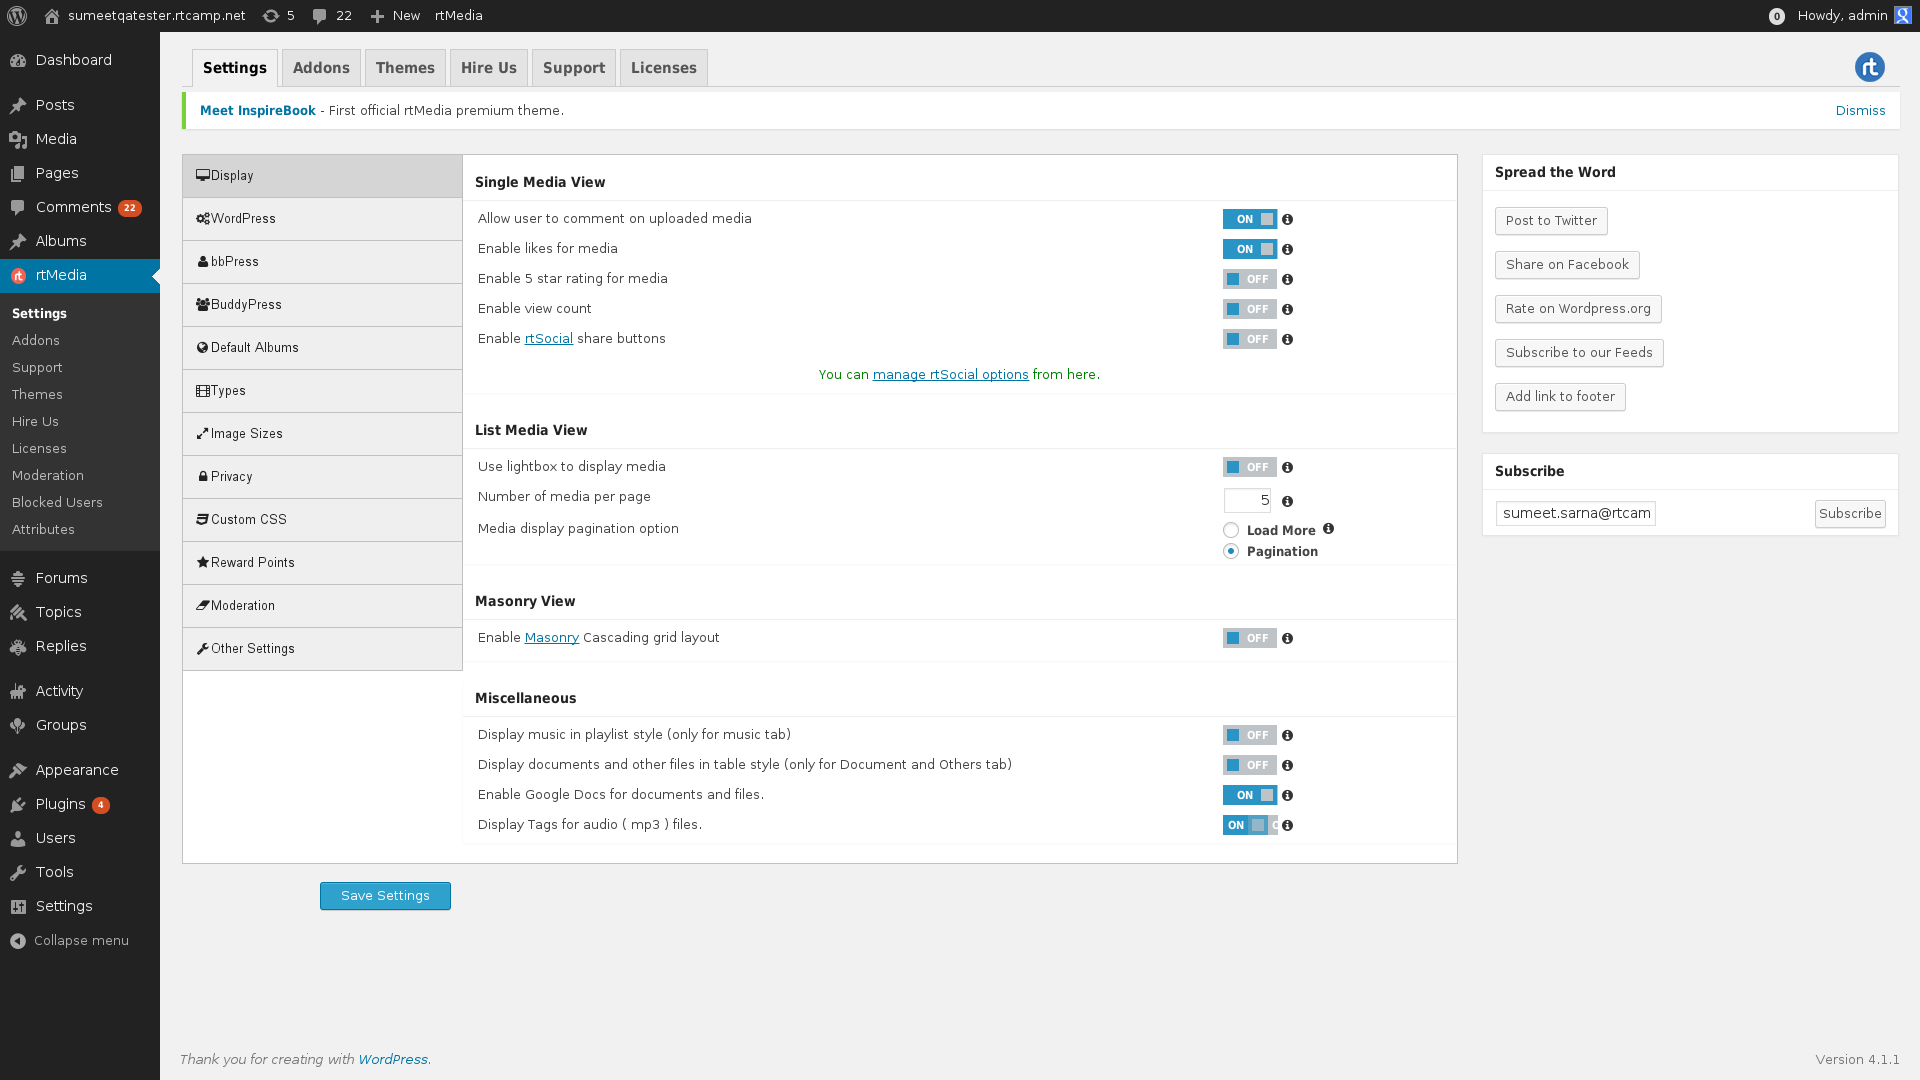 sumeetqatester.rtcamp.net 5 22 New rtMedia 0 Howdy, admin
Dashboard
Posts
Media
Pages
Comments 22
Albums
rtMedia
Settings
Addons
Support
Themes
Hire Us
Licenses
Moderation
Blocked Users
Attributes
Forums
Topics
Replies
Activity
Groups
Appearance
Plugins 4
Users
Tools
Settings
Collapse menu
Settings Addons Themes Hire Us Support Licenses
rt
Meet InspireBook - First official rtMedia premium theme. Dismiss
Display
WordPress
bbPress
BuddyPress
Default Albums
Types
Image Sizes
Privacy
Custom CSS
Reward Points
Moderation
Other Settings
Single Media View
Allow user to comment on uploaded media ON
Enable likes for media ON
Enable 5 star rating for media OFF
Enable view count OFF
Enable rtSocial share buttons OFF
You can manage rtSocial options from here.
List Media View
Use lightbox to display media OFF
Number of media per page 5
Media display pagination option Load More
Pagination
Masonry View
Enable Masonry Cascading grid layout OFF
Miscellaneous
Display music in playlist style (only for music tab) OFF
Display documents and other files in table style (only for Document and Others tab) OFF
Enable Google Docs for documents and files. ON
Display Tags for audio ( mp3 ) files. ON
Save Settings
Spread the Word
Post to Twitter
Share on Facebook
Rate on Wordpress.org
Subscribe to our Feeds
Add link to footer
Subscribe
sumeet.sarna@rtcam Subscribe
Thank you for creating with WordPress. Version 4.1.1